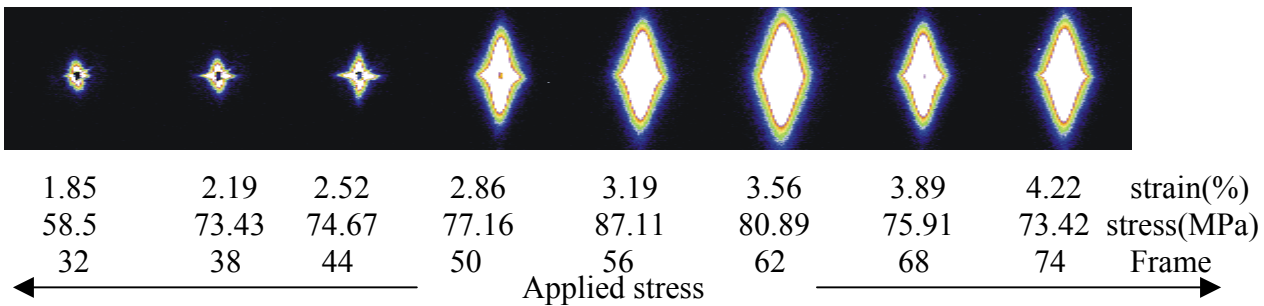 1.85 2.19 2.52 2.86 3.19 3.56 3.89 4.22 strain(%)
58.5 73.43 74.67 77.16 87.11 80.89 75.91 73.42 stress(MPa)
32 38 44 50 56 62 68 74 Frame
Applied stress